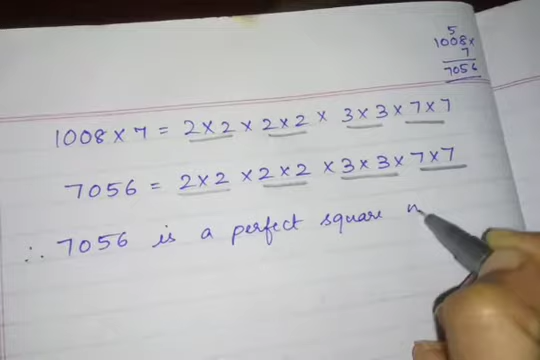 5
1008×
7
7056
1008 × 7 = 2 × 2 × 2 × 2 × 3 × 3 × 7 × 7
7056 = 2 × 2 × 2 × 2 × 3 × 3 × 7 × 7
∴ 7056 is a perfect square